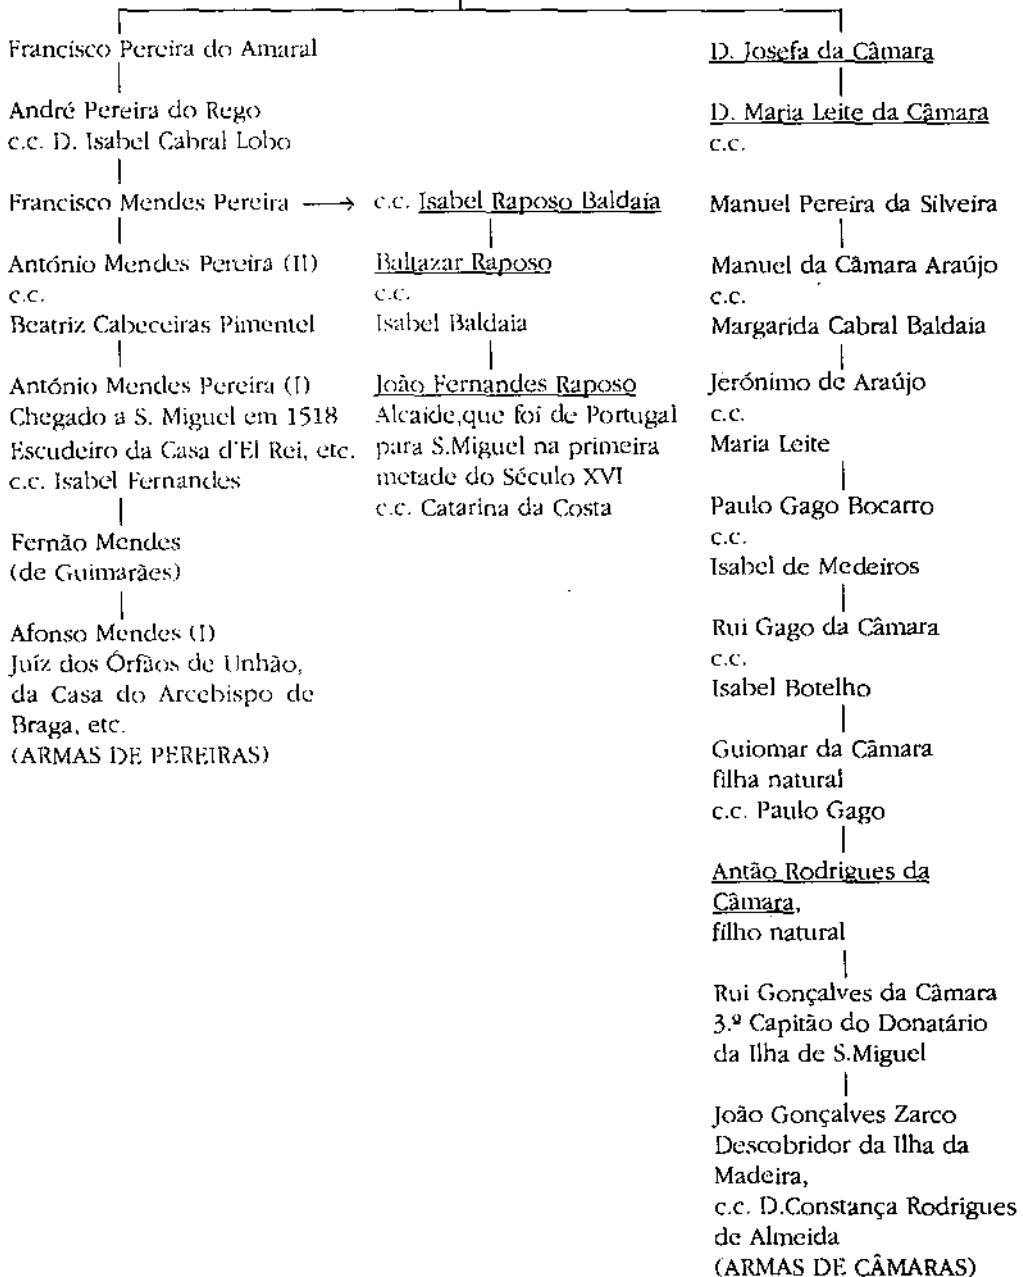 Francisco Pereira do Amaral
André Pereira do Rego
c.c. D. Isabel Cabral Lobo
Francisco Mendes Pereira → c.c. Isabel Raposo Baldaia
António Mendes Pereira (II)
c.c.
Beatriz Cabeceiras Pimentel
António Mendes Pereira (I)
Chegado a S. Miguel em 1518
Escudeiro da Casa d'El Rei, etc.
c.c. Isabel Fernandes
Fernão Mendes
(de Guimarães)
Afonso Mendes (I)
Juíz dos Órfãos de Unhão,
da Casa do Arcebispo de
Braga, etc.
(ARMAS DE PEREIRAS)
Baltazar Raposo
c.c.
Isabel Baldaia
João Fernandes Raposo
Alcaide,que foi de Portugal
para S.Miguel na primeira
metade do Século XVI
c.c. Catarina da Costa
D. Josefa da Câmara
D. Maria Leite da Câmara
c.c.
Manuel Pereira da Silveira
Manuel da Câmara Araújo
c.c.
Margarida Cabral Baldaia
Jerónimo de Araújo
c.c.
Maria Leite
Paulo Gago Bocarro
c.c.
Isabel de Medeiros
Rui Gago da Câmara
c.c.
Isabel Botelho
Guiomar da Câmara
filha natural
c.c. Paulo Gago
Antão Rodrigues da
Câmara,
filho natural
Rui Gonçalves da Câmara
3.º Capitão do Donatário
da Ilha de S.Miguel
João Gonçalves Zarco
Descobridor da Ilha da
Madeira,
c.c. D.Constança Rodrigues
de Almeida
(ARMAS DE CÂMARAS)